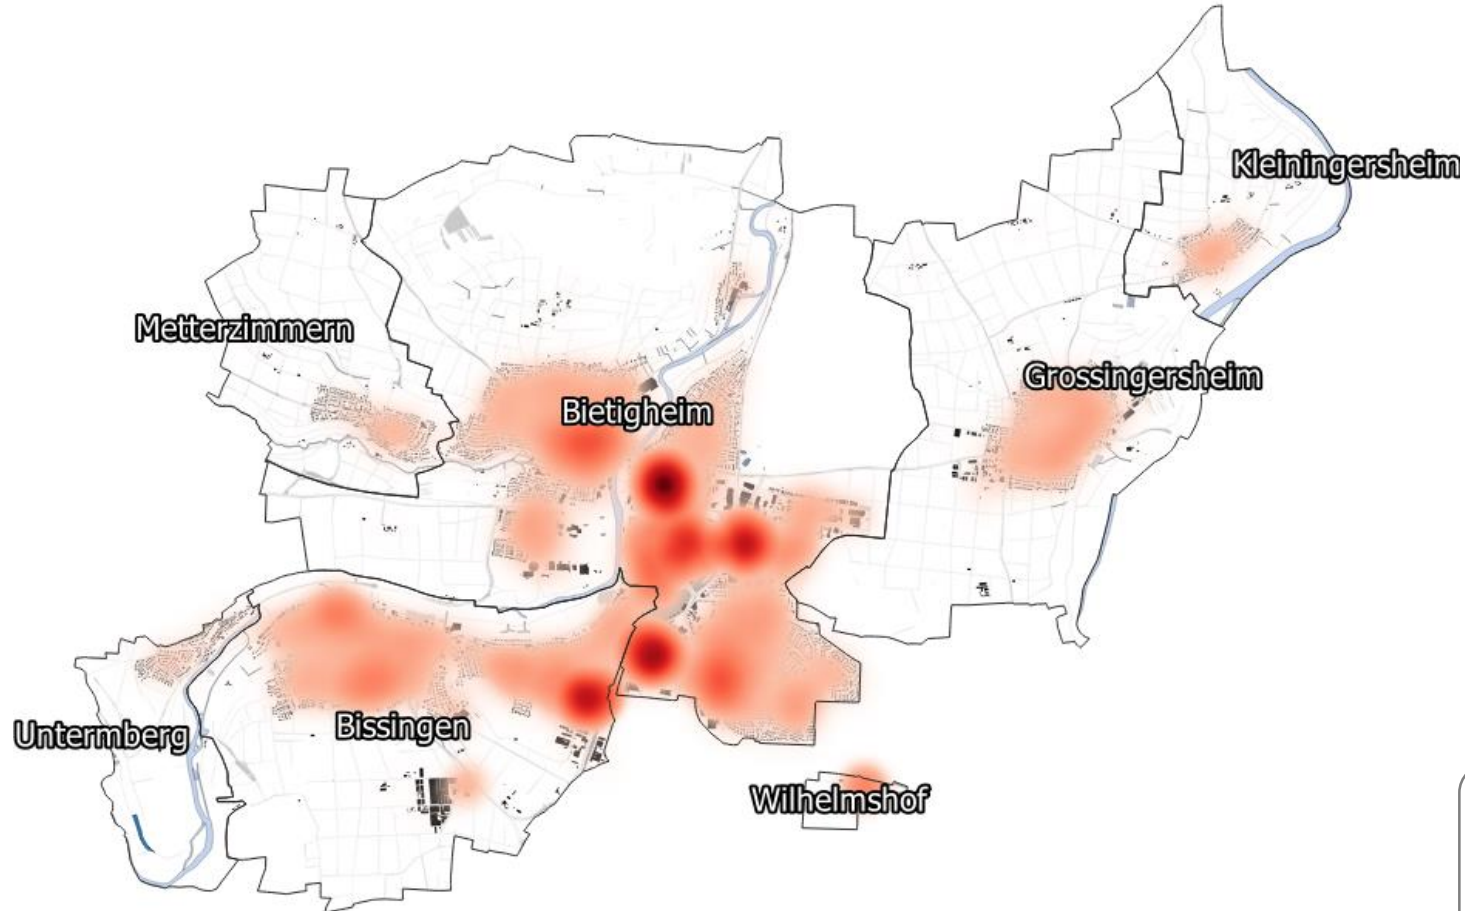 Kleiningersheim
Metterzimmern
Grossingersheim
Bietigheim
Bissingen
Untermberg
Wilhelmshof